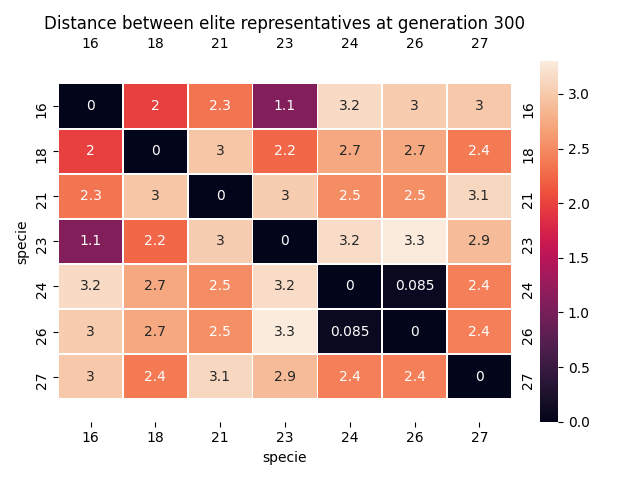 Distance between elite representatives at generation 300
16 18 21 23 24 26 27
16 0 2 2.3 1.1 3.2 3 3 16
18 2 0 3 2.2 2.7 2.7 2.4 18
21 2.3 3 0 3 2.5 2.5 3.1 21
23 1.1 2.2 3 0 3.2 3.3 2.9 23
24 3.2 2.7 2.5 3.2 0 0.085 2.4 24
26 3 2.7 2.5 3.3 0.085 0 2.4 26
27 3 2.4 3.1 2.9 2.4 2.4 0 27
16 18 21 23 24 26 27
specie
specie
3.0
2.5
2.0
1.5
1.0
0.5
0.0